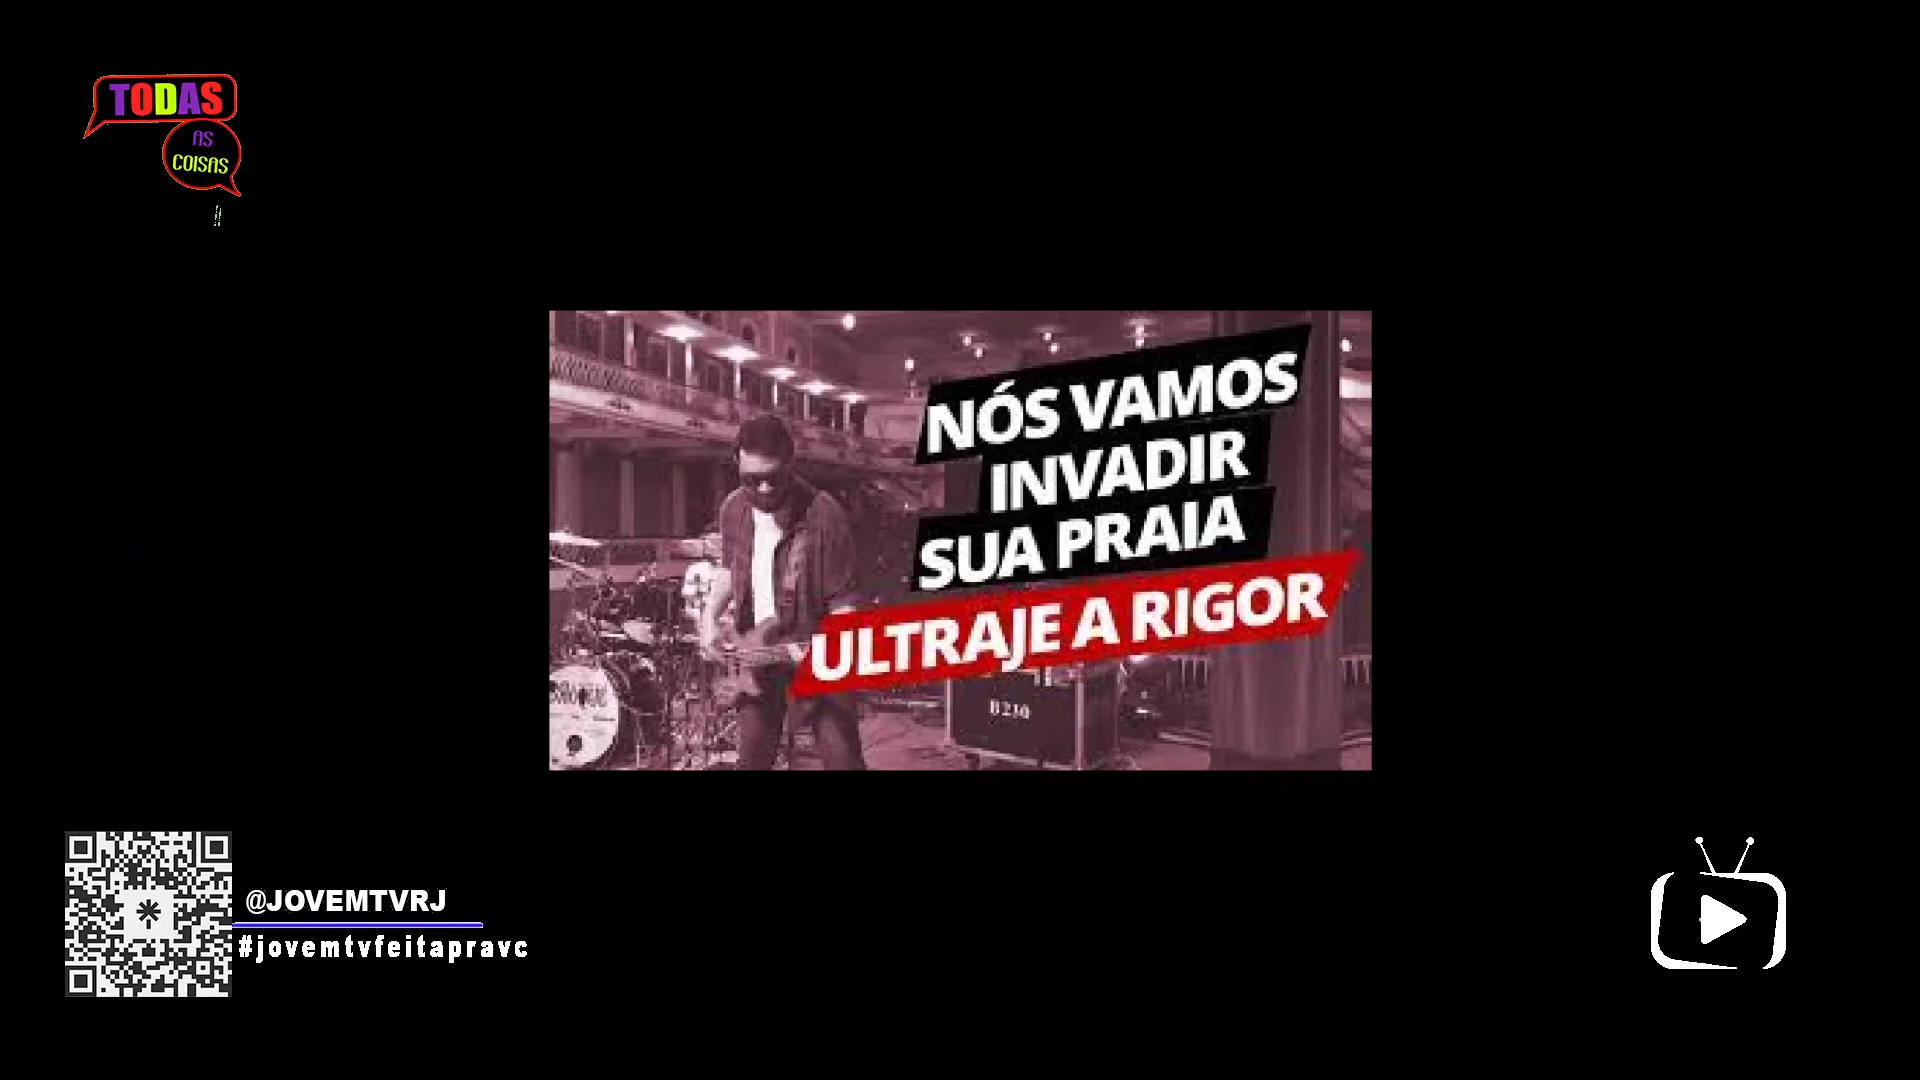 TODAS
AS
COISAS
NÓS VAMOS
INVADIR
SUA PRAIA
ULTRAJE A RIGOR
B230
@JOVEMTVRJ
#jovemtvfeitapravc